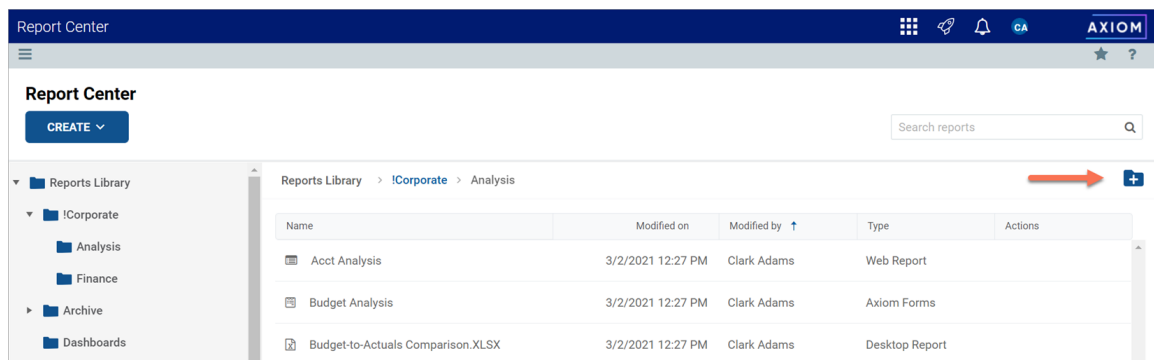 Report Center
CA
AXIOM
?
Report Center
CREATE
Search reports
Reports Library
!Corporate
Analysis
Finance
Archive
Dashboards
Reports Library > !Corporate > Analysis
Name Modified on Modified by ↑ Type Actions
Acct Analysis 3/2/2021 12:27 PM Clark Adams Web Report
Budget Analysis 3/2/2021 12:27 PM Clark Adams Axiom Forms
Budget-to-Actuals Comparison.XLSX 3/2/2021 12:27 PM Clark Adams Desktop Report